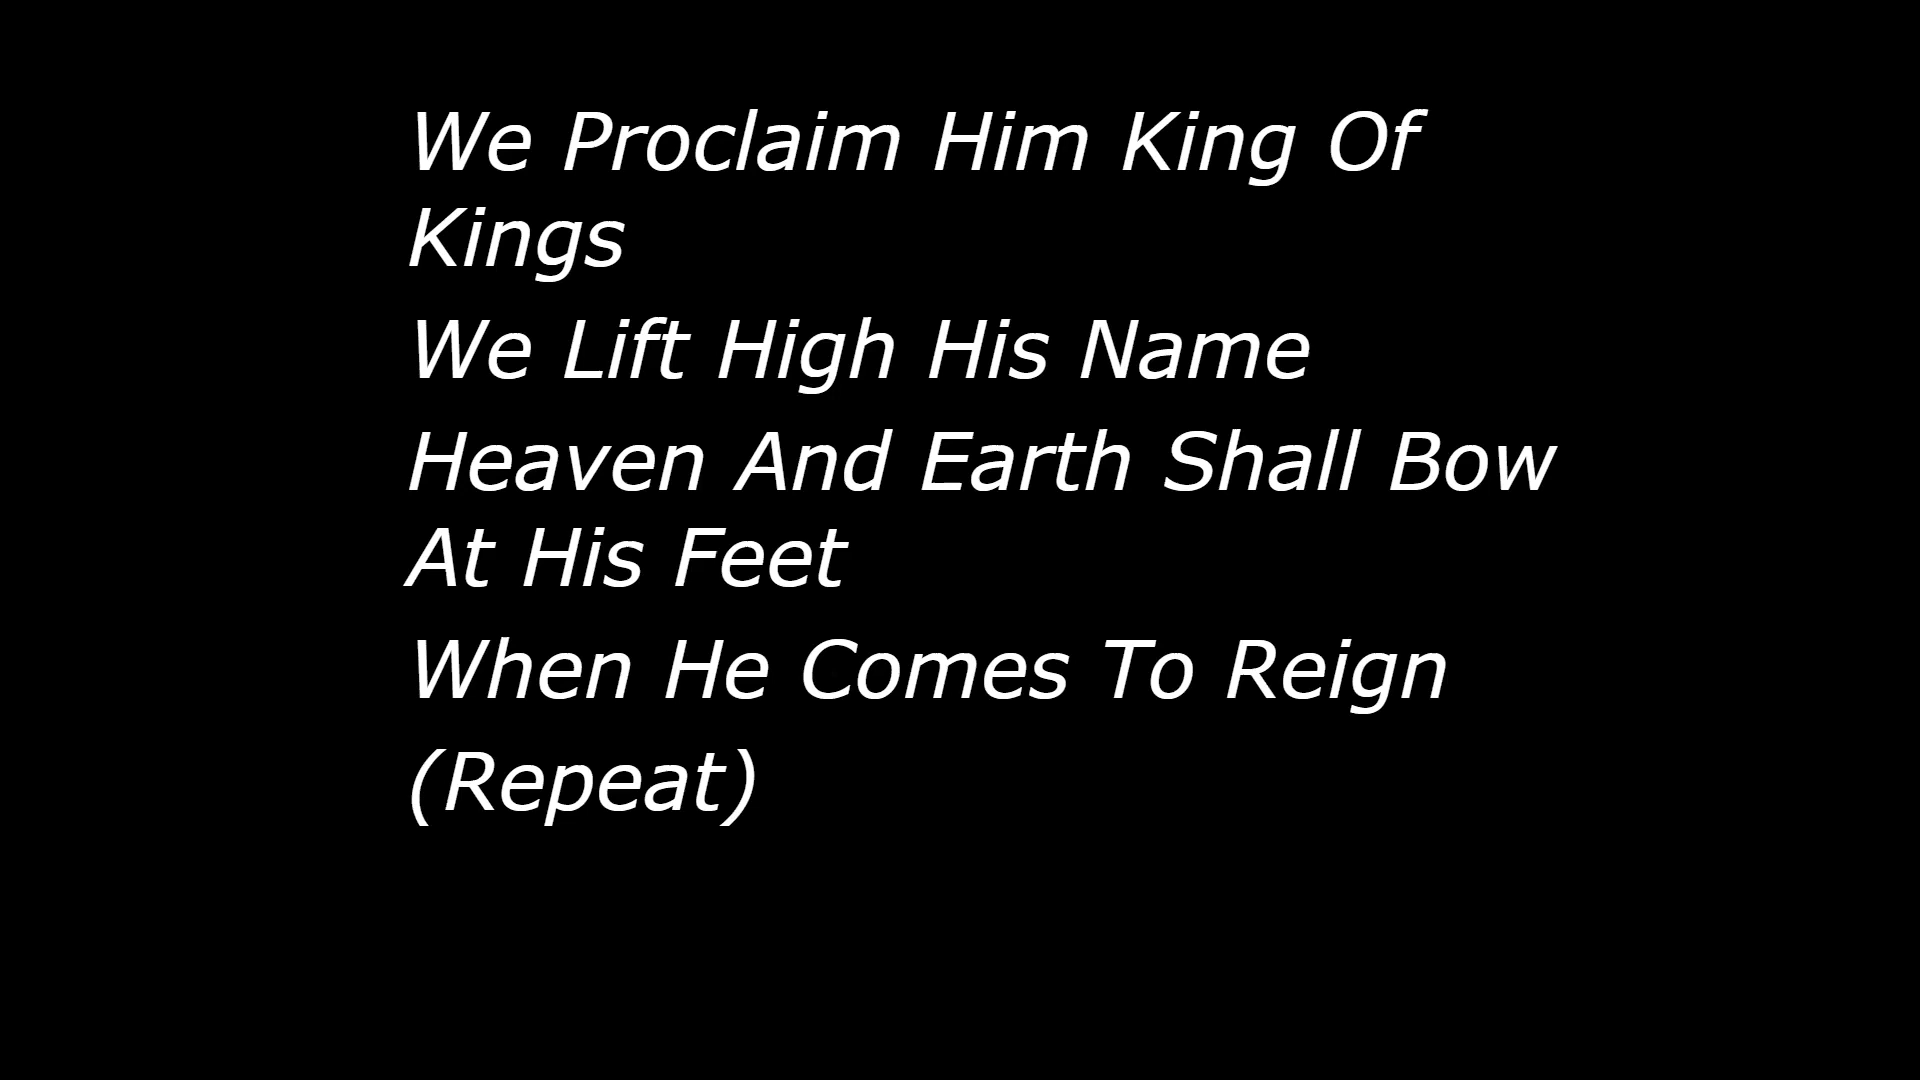 We Proclaim Him King Of
Kings
We Lift High His Name
Heaven And Earth Shall Bow
At His Feet
When He Comes To Reign
(Repeat)